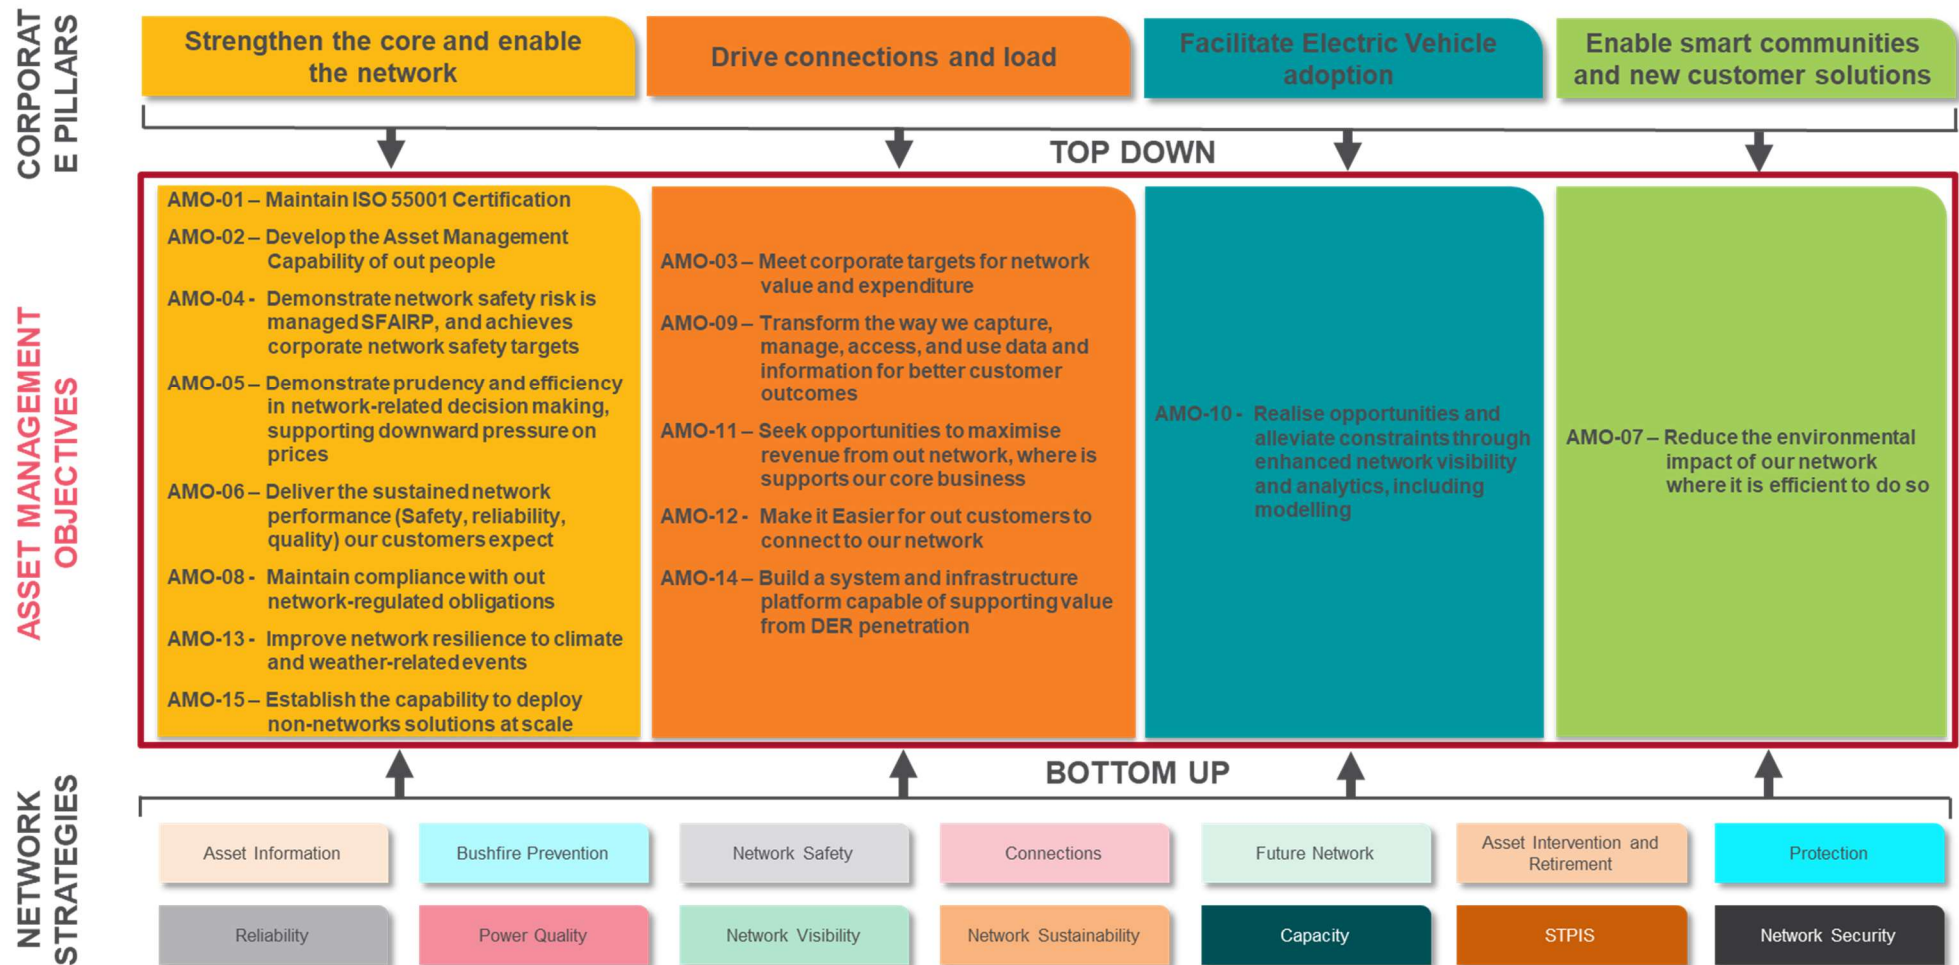 CORPORAT
E PILLARS
Strengthen the core and enable
the network
Drive connections and load
Facilitate Electric Vehicle
adoption
Enable smart communities
and new customer solutions
TOP DOWN
ASSET MANAGEMENT
OBJECTIVES
AMO-01 – Maintain ISO 55001 Certification
AMO-02 – Develop the Asset Management
Capability of out people
AMO-04 - Demonstrate network safety risk is
managed SFAIRP, and achieves
corporate network safety targets
AMO-05 – Demonstrate prudency and efficiency
in network-related decision making,
supporting downward pressure on
prices
AMO-06 – Deliver the sustained network
performance (Safety, reliability,
quality) our customers expect
AMO-08 - Maintain compliance with out
network-regulated obligations
AMO-13 - Improve network resilience to climate
and weather-related events
AMO-15 – Establish the capability to deploy
non-networks solutions at scale
AMO-03 – Meet corporate targets for network
value and expenditure
AMO-09 – Transform the way we capture,
manage, access, and use data and
information for better customer
outcomes
AMO-11 – Seek opportunities to maximise
revenue from out network, where is
supports our core business
AMO-12 - Make it Easier for out customers to
connect to our network
AMO-14 – Build a system and infrastructure
platform capable of supporting value
from DER penetration
AMO-10 - Realise opportunities and
alleviate constraints through
enhanced network visibility
and analytics, including
modelling
AMO-07 – Reduce the environmental
impact of our network
where it is efficient to do so
BOTTOM UP
NETWORK
STRATEGIES
Asset Information
Bushfire Prevention
Network Safety
Connections
Future Network
Asset Intervention and
Retirement
Protection
Reliability
Power Quality
Network Visibility
Network Sustainability
Capacity
STPIS
Network Security